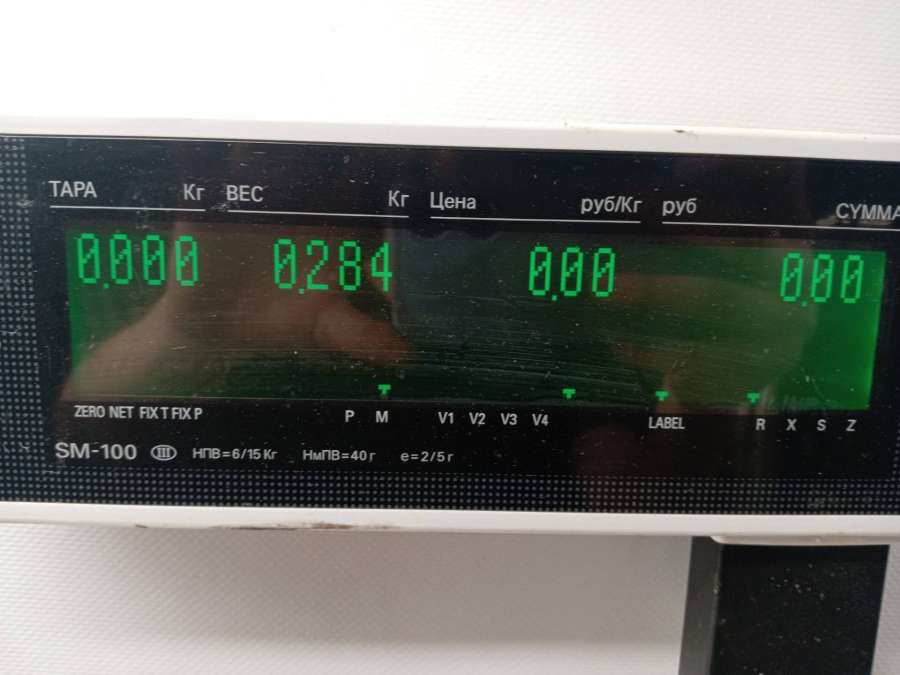 ТАРА Кг ВЕС Кг Цена руб/Кг руб СУММА
0.000 0.284 0.00 0.00
ZERO NET FIX T FIX P P M V1 V2 V3 V4 LABEL R X S Z
SM-100 III НПВ=6/15 Кг НмПВ=40 г e=2/5 г